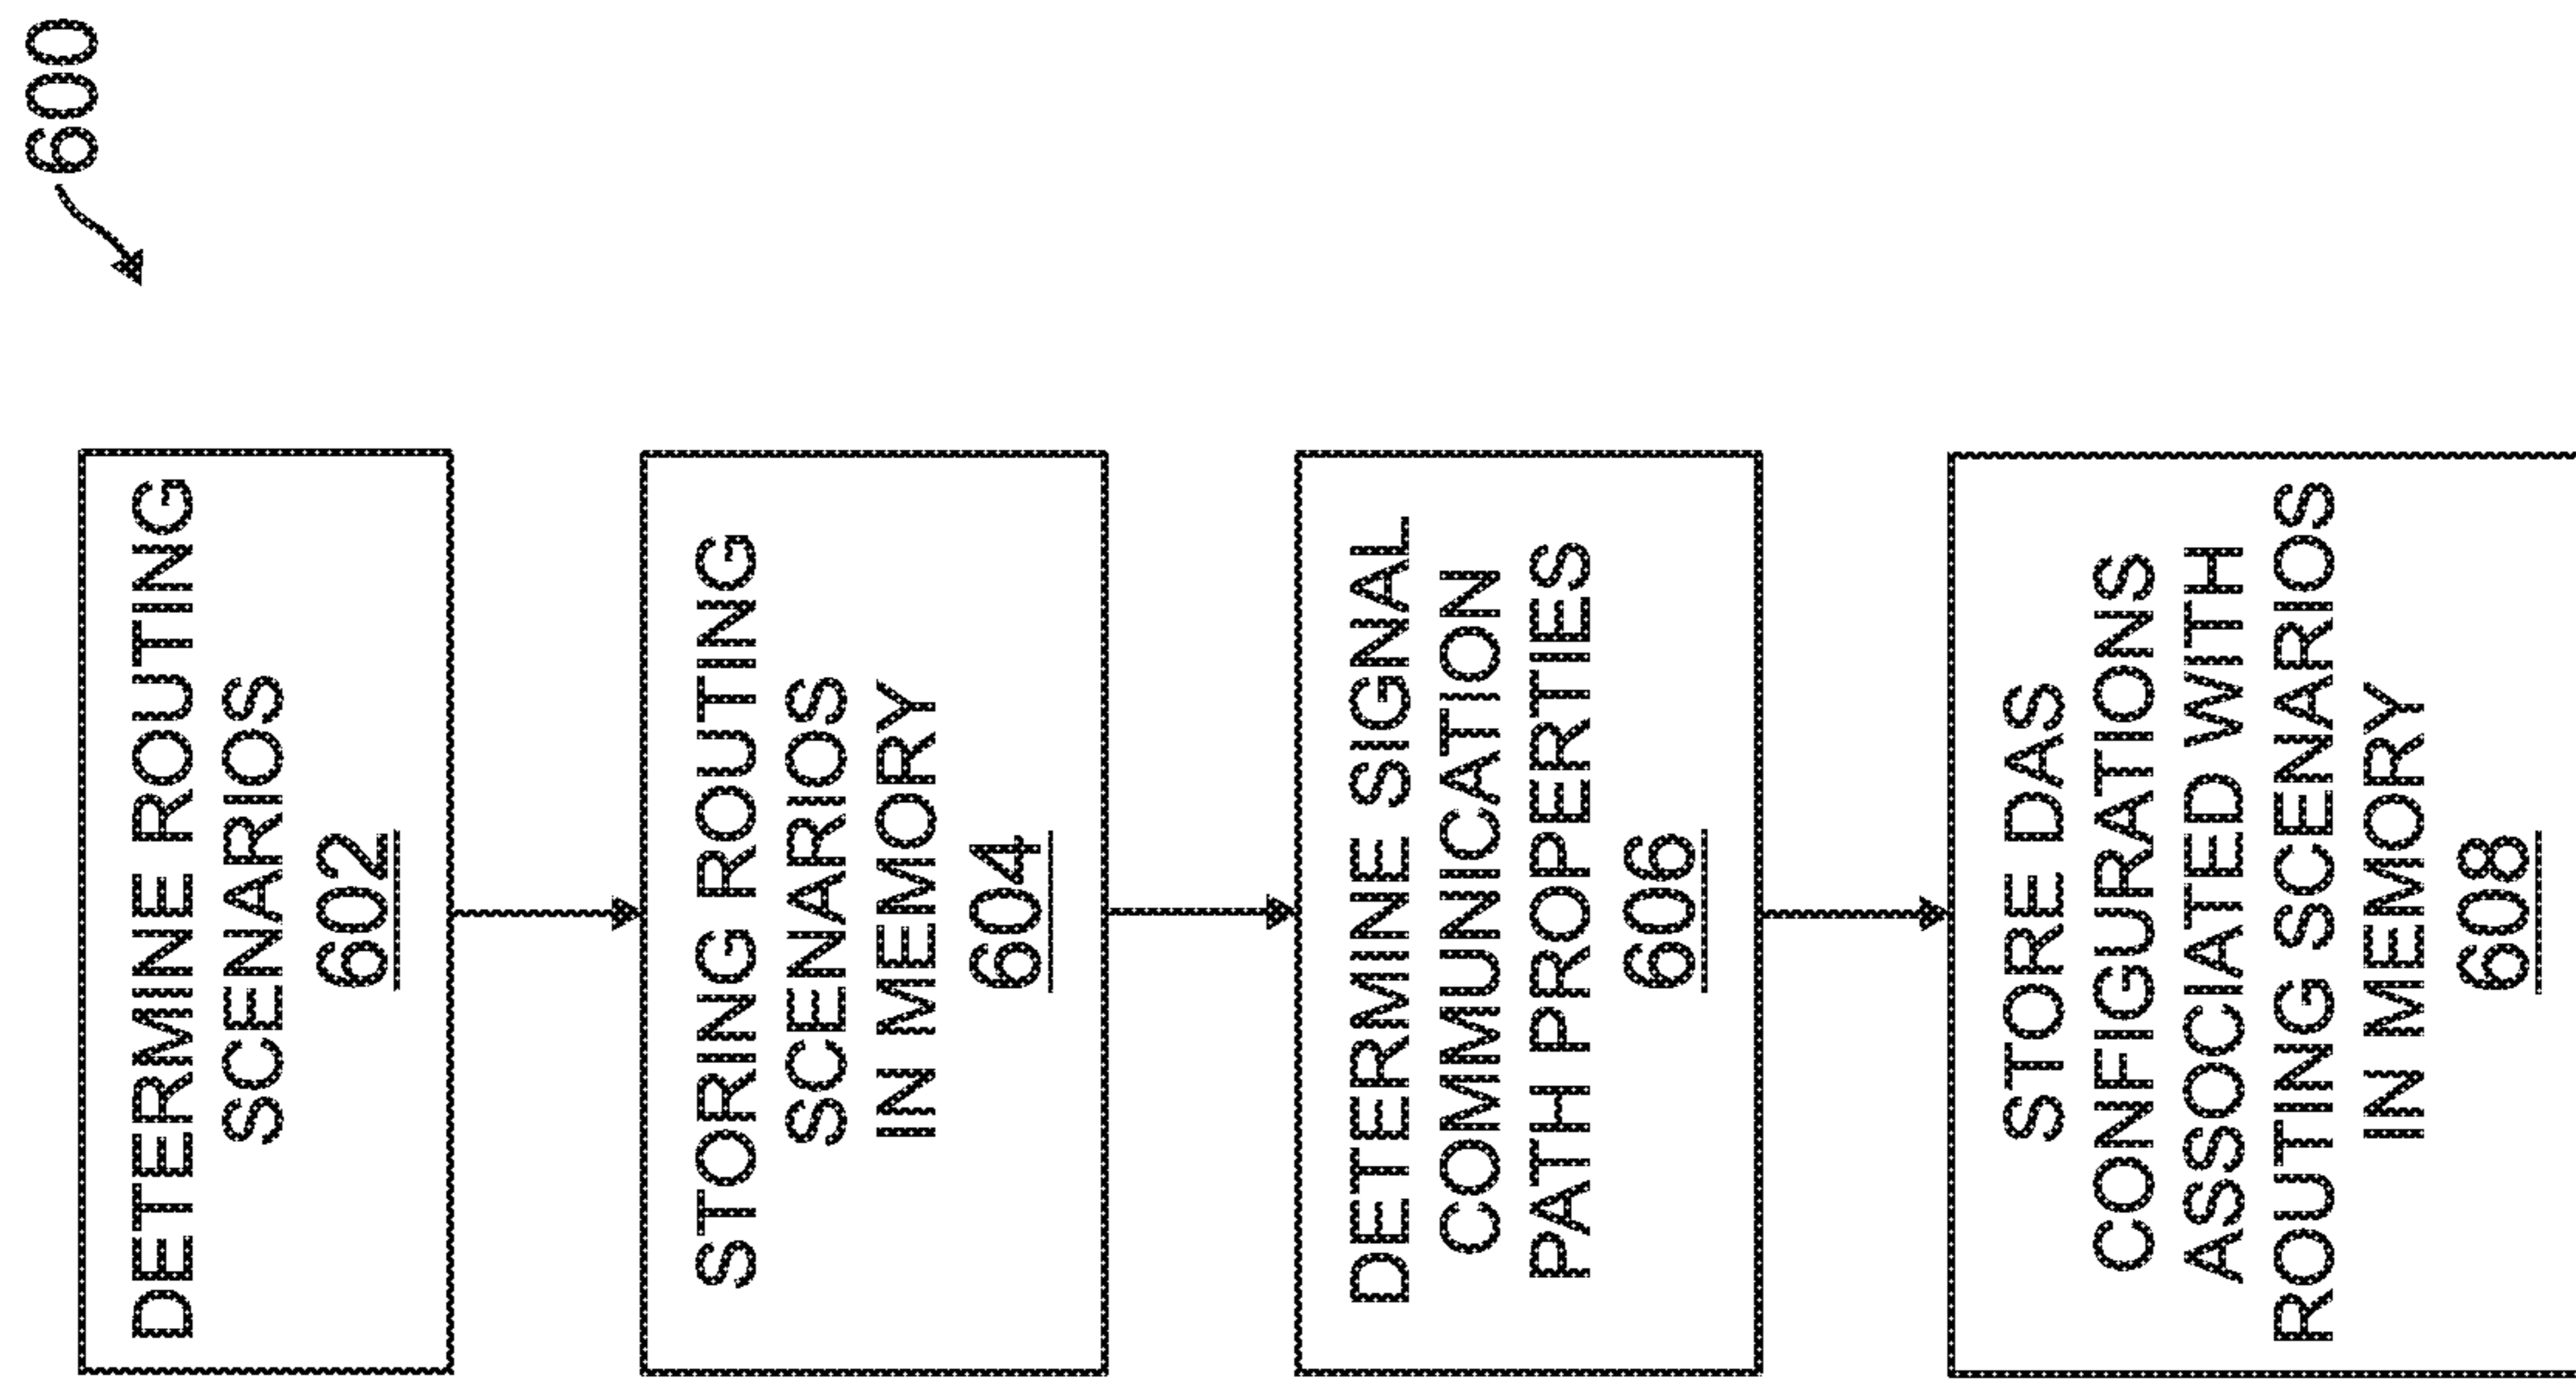 600
DETERMINE ROUTING
SCENARIOS
602
STORING ROUTING
SCENARIOS
IN MEMORY
604
DETERMINE SIGNAL
COMMUNICATION
PATH PROPERTIES
606
STORE DAS
CONFIGURATIONS
ASSOCIATED WITH
ROUTING SCENARIOS
IN MEMORY
608